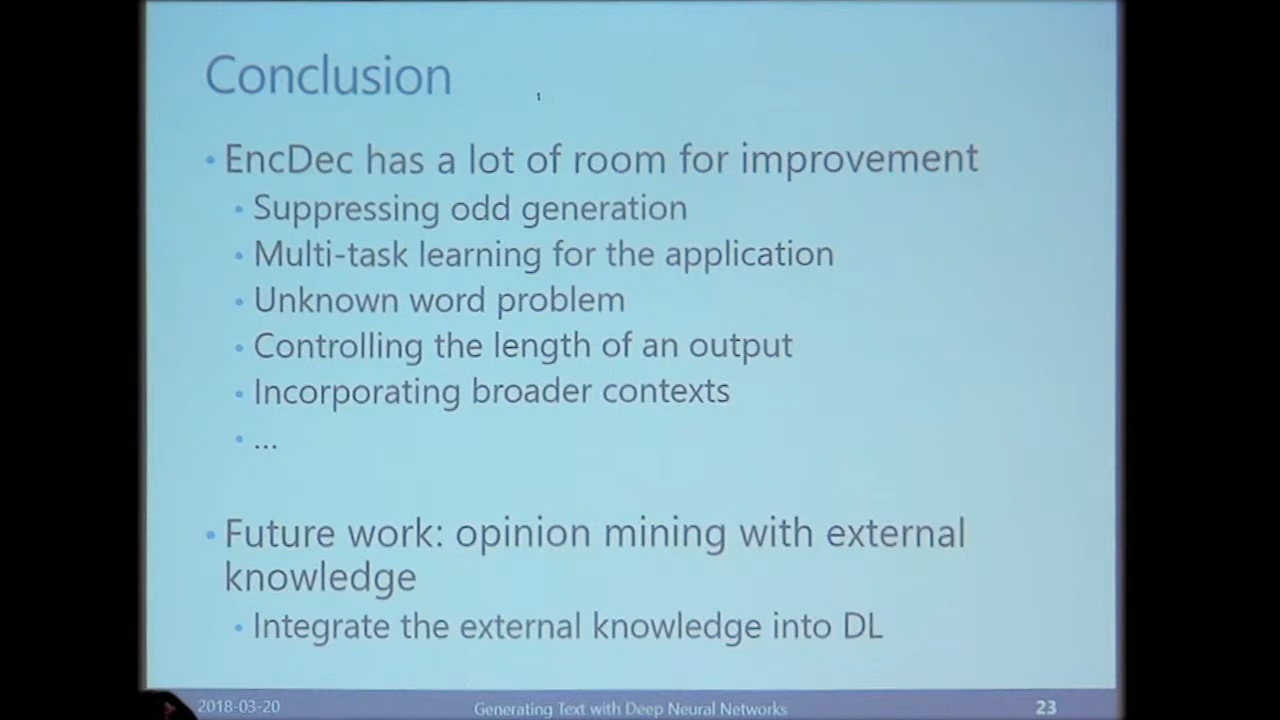 Conclusion
• EncDec has a lot of room for improvement
• Suppressing odd generation
• Multi-task learning for the application
• Unknown word problem
• Controlling the length of an output
• Incorporating broader contexts
• ...
• Future work: opinion mining with external
knowledge
• Integrate the external knowledge into DL
2018-03-20
Generating Text with Deep Neural Networks
23